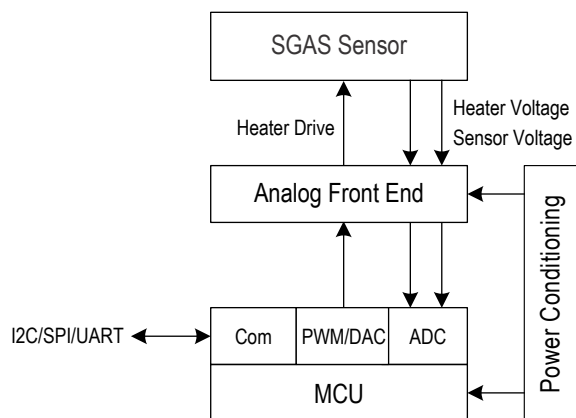 SGAS Sensor
Heater Drive
Heater Voltage
Sensor Voltage
Analog Front End
Power Conditioning
I2C/SPI/UART
Com
PWM/DAC
ADC
MCU